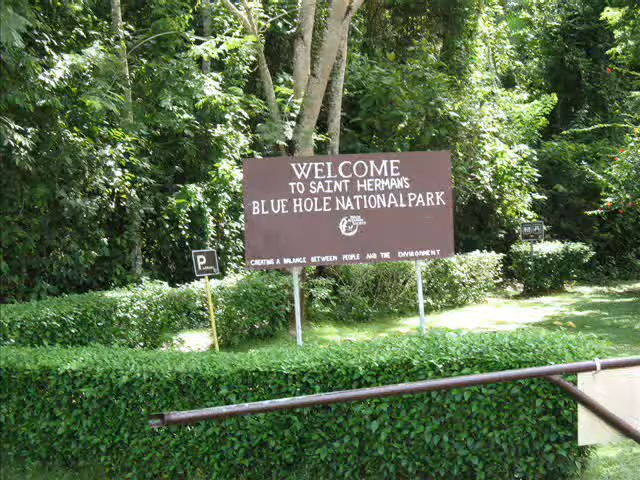 WELCOME
TO SAINT HERMAN'S
BLUE HOLE NATIONAL PARK
CREATING A BALANCE BETWEEN PEOPLE AND THE ENVIRONMENT
P